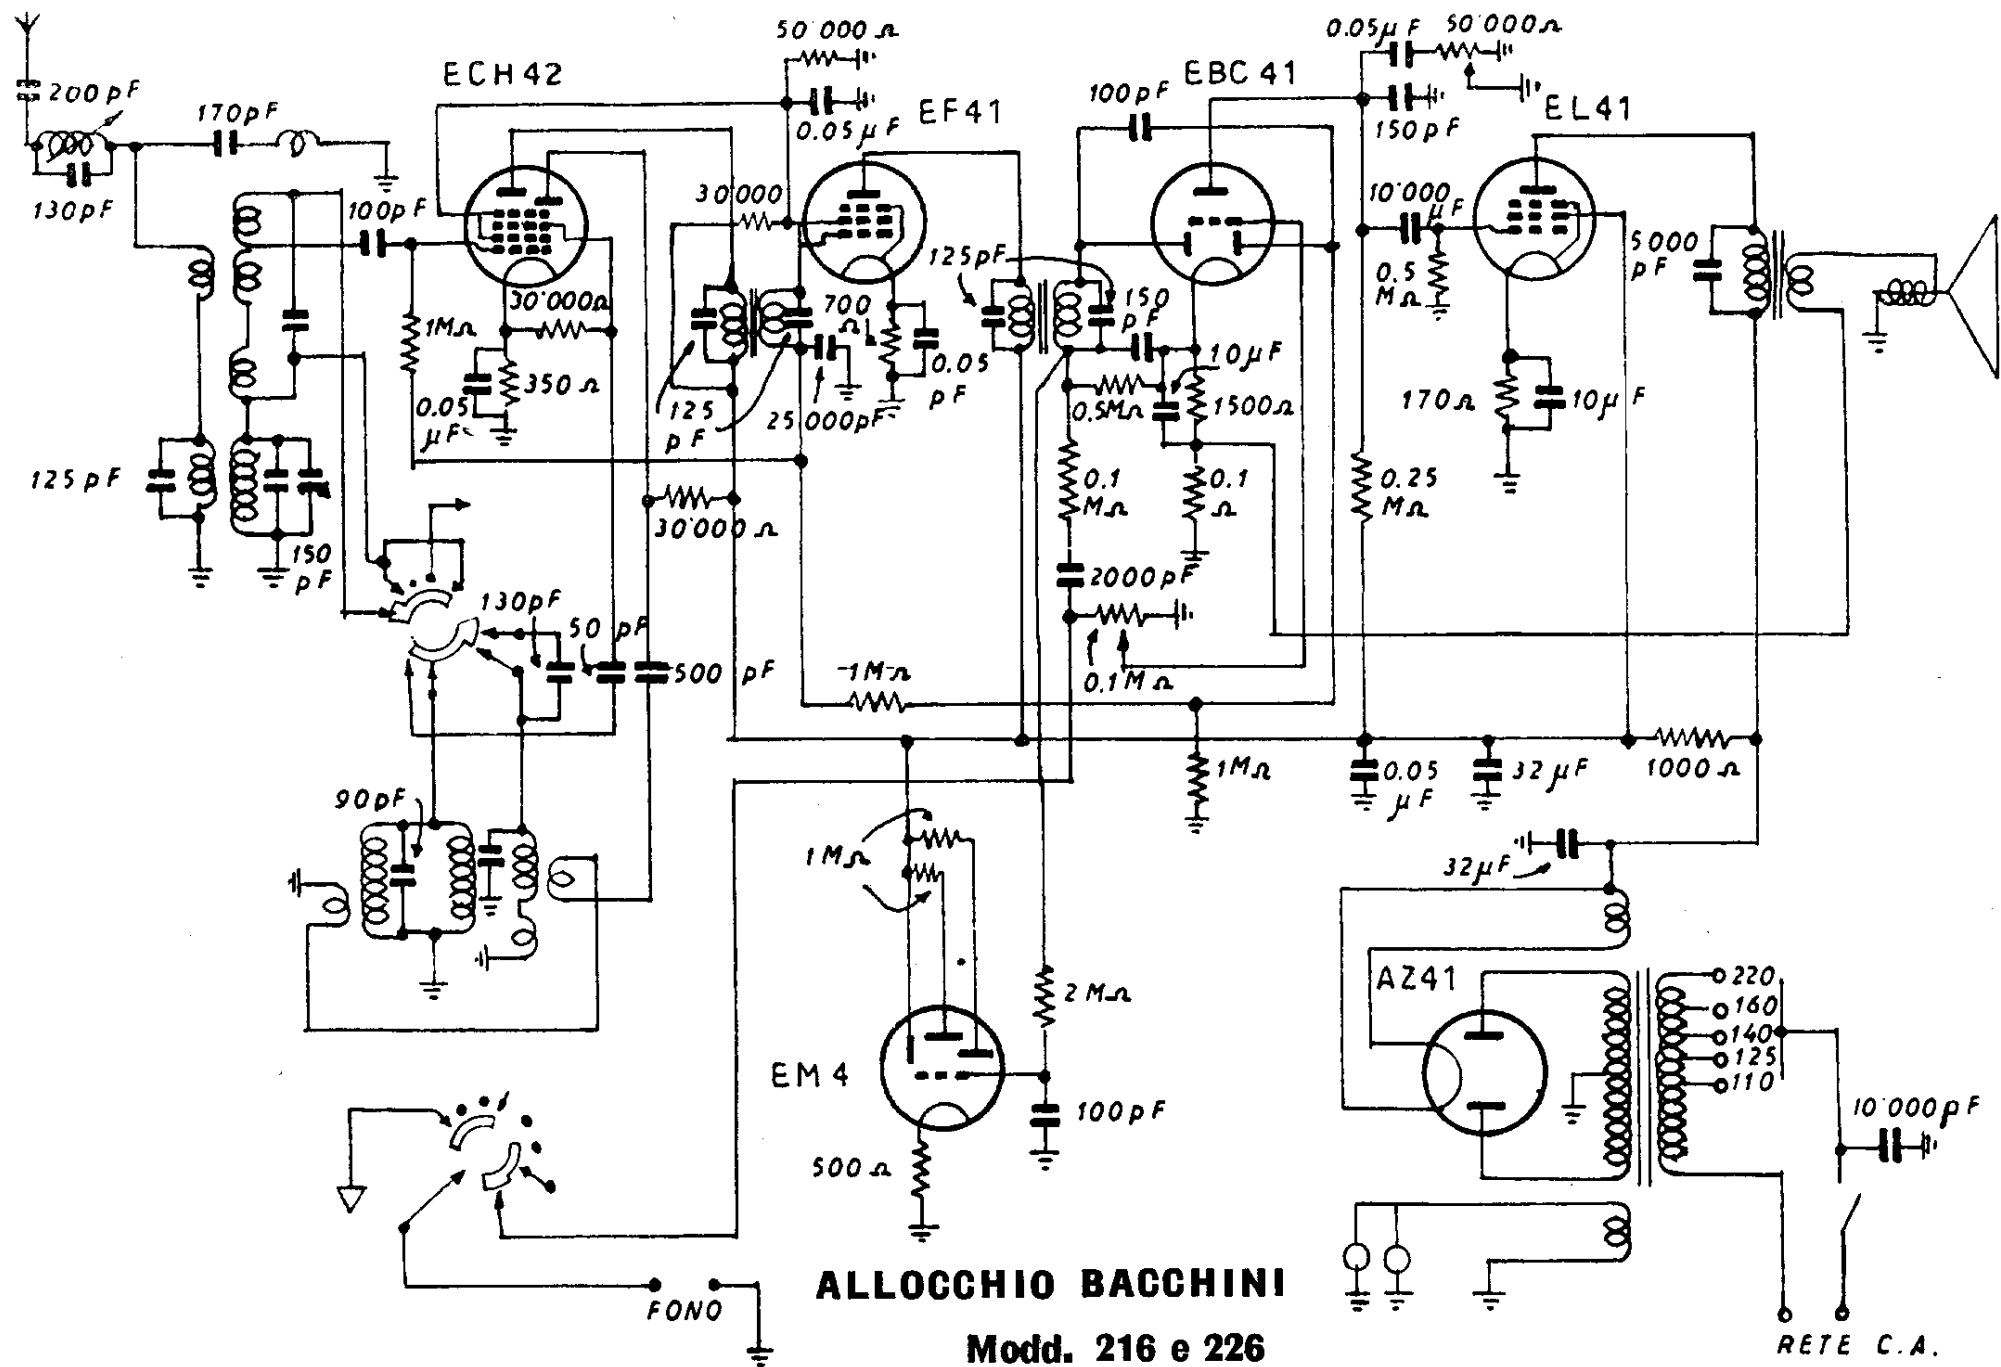 50'000 Ω
0.05 µF
50'000 Ω
ECH42
EBC 41
200 pF
170 pF
0.05 µF
EF41
100 pF
150 pF
EL41
130 pF
100 pF
30'000
10'000
µF
125 pF
5000
pF
0.5
MΩ
30'000 Ω
700
Ω
150
pF
1MΩ
350 Ω
0.05
µF
0.05
pF
10 µF
125
pF
25'000 pF
0.5MΩ
1500 Ω
170 Ω
10 µF
125 pF
0.1
MΩ
0.1
Ω
0.25
MΩ
30'000 Ω
150
pF
2000 pF
130 pF
50 pF
500 pF
1 MΩ
0.1 MΩ
1MΩ
0.05
µF
32 µF
1000 Ω
90 pF
1 MΩ
32 µF
AZ41
220
160
140
125
110
2 MΩ
EM 4
100 pF
10'000 pF
500 Ω
FONO
ALLOCCHIO BACCHINI
Modd. 216 e 226
RETE C.A.